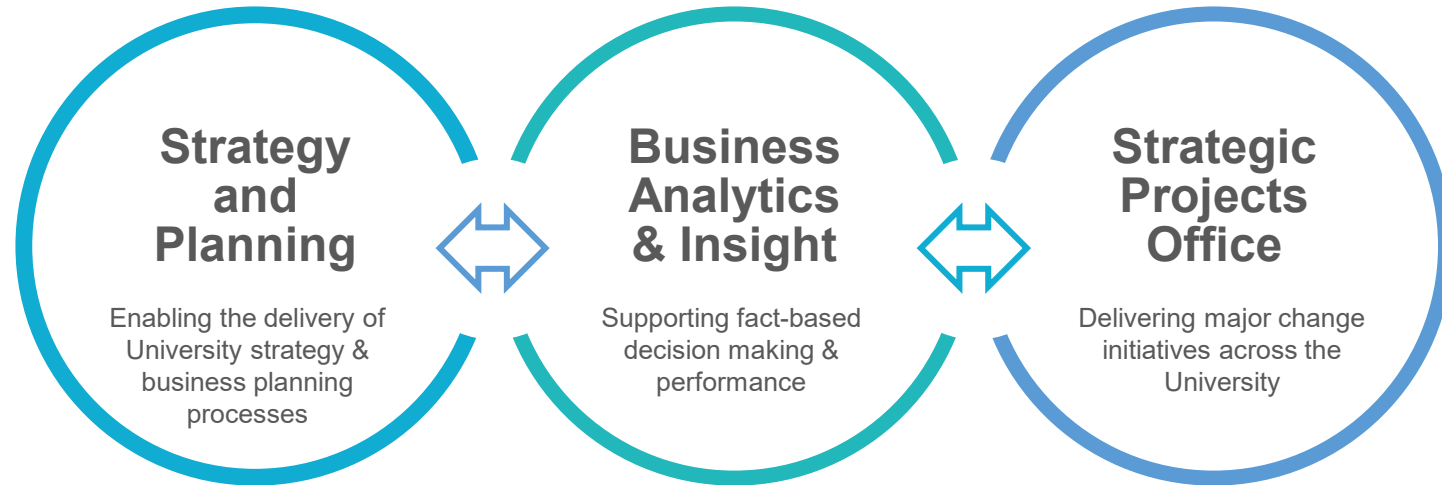 Strategy
and
Planning
Enabling the delivery of
University strategy &
business planning
processes
Business
Analytics
& Insight
Supporting fact-based
decision making &
performance
Strategic
Projects
Office
Delivering major change
initiatives across the
University